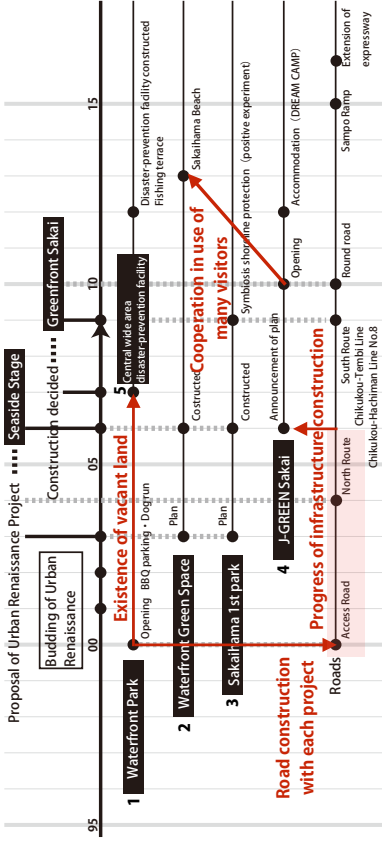 Proposal of Urban Renaissance Project
Seaside Stage
Construction decided
Greenfront Sakai
Budding of Urban
Renaissance
95
00
05
10
15
1
Waterfront Park
Opening BBQ parking・Dog run
Existence of vacant land
5
Central wide area
disaster-prevention facility
Disaster-prevention facility constructed
Fishing terrace
2
Waterfront Green Space
Plan
Costructed
Cooperation in use of
many visitors
Sakaihama Beach
3
Sakaihama 1st park
Plan
Constructed
Symbiosis shoreline protection (positive experiment)
4
J-GREEN Sakai
Announcement of plan
Opening
Accommodation (DREAM CAMP)
Road construction
with each project
Progress of infrastructure construction
Roads
Access Road
North Route
South Route
Chikukou-Tembi Line
Chikukou-Hachiman Line No.8
Round road
Sampo Ramp
Extension of
expressway